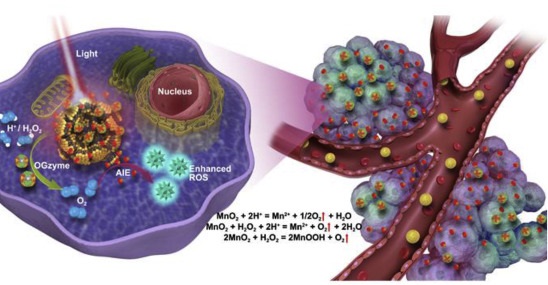 Light
Nucleus
H⁺/ H₂O₂
OGzyme
AIE
Enhanced
ROS
O₂
MnO₂ + 2H⁺ = Mn²⁺ + 1/2O₂↑ + H₂O
MnO₂ + H₂O₂ + 2H⁺ = Mn²⁺ + O₂↑ + 2H₂O
2MnO₂ + H₂O₂ = 2MnOOH + O₂↑